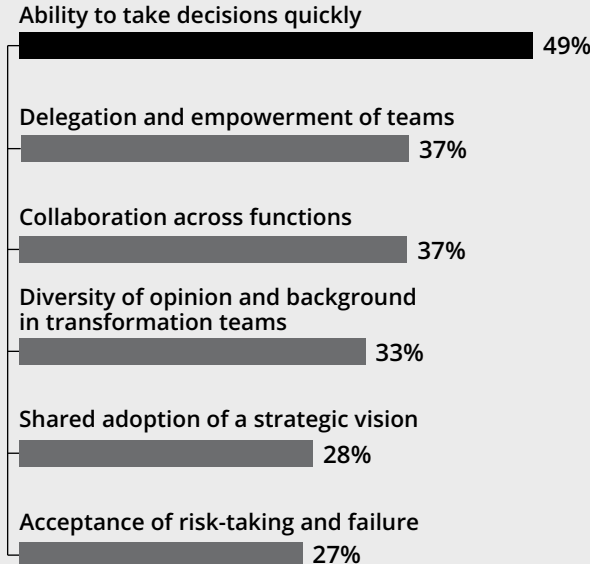 Ability to take decisions quickly
49%
Delegation and empowerment of teams
37%
Collaboration across functions
37%
Diversity of opinion and background
in transformation teams
33%
Shared adoption of a strategic vision
28%
Acceptance of risk-taking and failure
27%